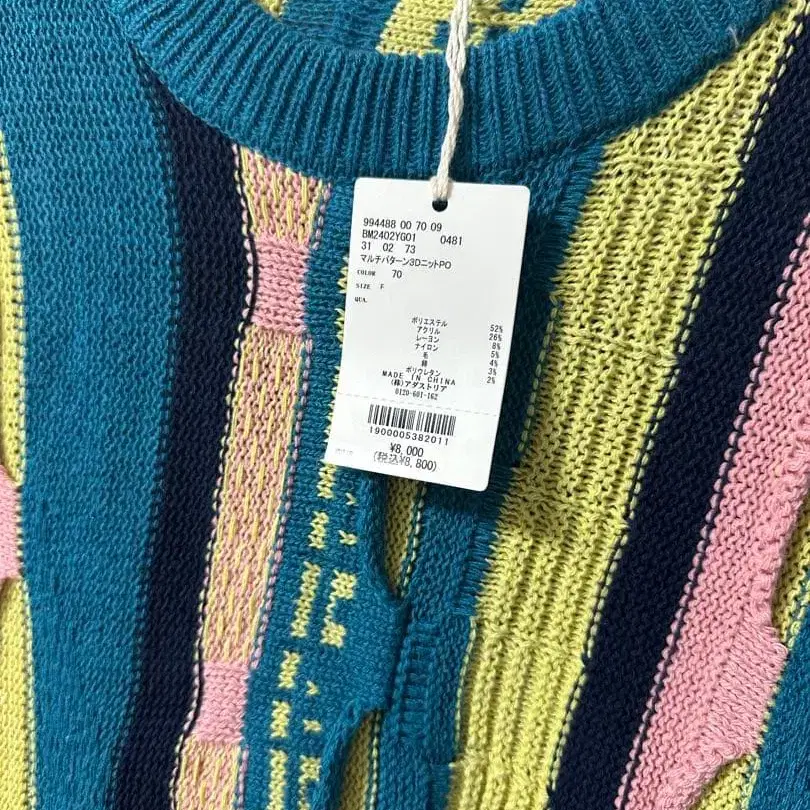 994488 00 70 09
BM2402YG01 0481
31 02 73
マルチパターン3DニットPO
COLOR 70
SIZE F
QUA.
ポリエステル 52%
アクリル 26%
レーヨン 8%
ナイロン 5%
毛 4%
綿 3%
ポリウレタン 2%
MADE IN CHINA
(株)アダストリア
0120-601-162
1900005382011
¥8,000
(税込¥8,800)